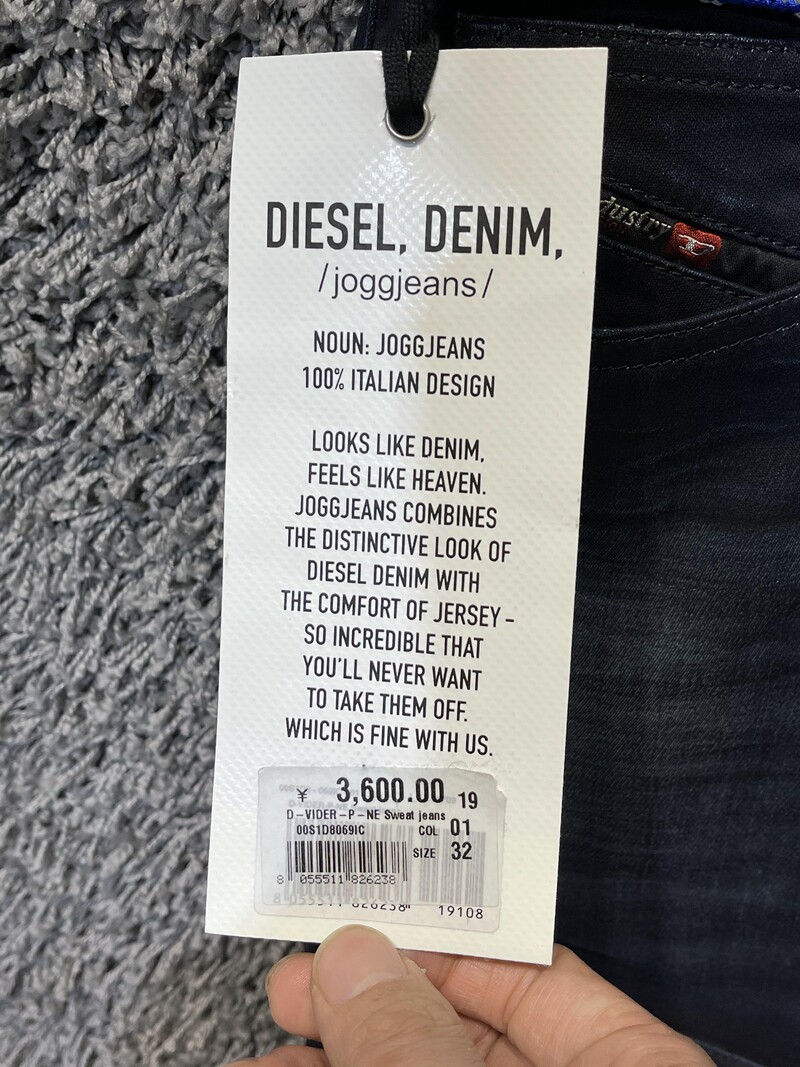 dustry
DIESEL, DENIM,
/joggjeans/
NOUN: JOGGJEANS
100% ITALIAN DESIGN
LOOKS LIKE DENIM,
FEELS LIKE HEAVEN.
JOGGJEANS COMBINES
THE DISTINCTIVE LOOK OF
DIESEL DENIM WITH
THE COMFORT OF JERSEY -
SO INCREDIBLE THAT
YOU'LL NEVER WANT
TO TAKE THEM OFF.
WHICH IS FINE WITH US.
¥ 3,600.00 19
D-VIDER-P-NE Sweat jeans
00S1D8069IC COL 01
SIZE 32
8 055511 826238
19108